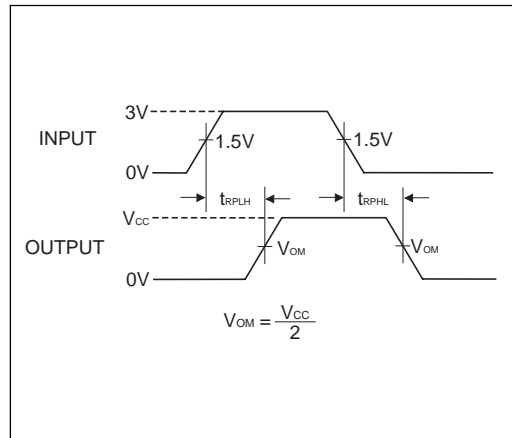 3V
1.5V
1.5V
INPUT
0V
tRPLH
tRPHL
VCC
OUTPUT
VOM
VOM
0V
VOM = VCC
2